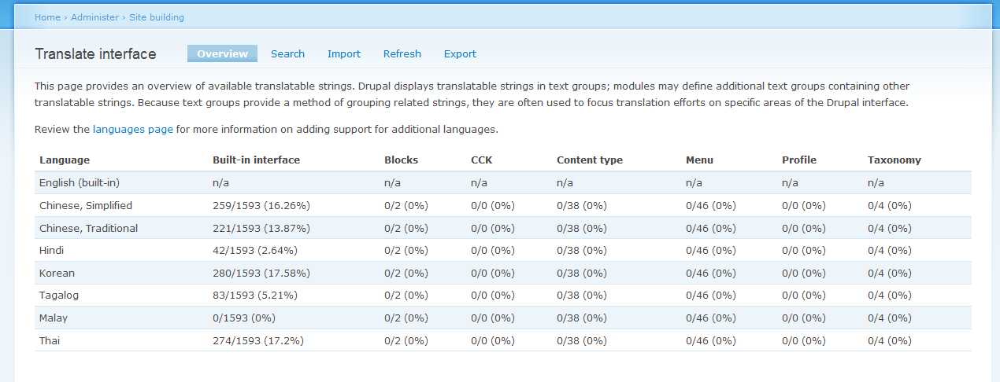 Home › Administer › Site building
Translate interface Overview Search Import Refresh Export
This page provides an overview of available translatable strings. Drupal displays translatable strings in text groups; modules may define additional text groups containing other
translatable strings. Because text groups provide a method of grouping related strings, they are often used to focus translation efforts on specific areas of the Drupal interface.
Review the languages page for more information on adding support for additional languages.
Language Built-in interface Blocks CCK Content type Menu Profile Taxonomy
English (built-in) n/a n/a n/a n/a n/a n/a n/a
Chinese, Simplified 259/1593 (16.26%) 0/2 (0%) 0/0 (0%) 0/38 (0%) 0/46 (0%) 0/0 (0%) 0/4 (0%)
Chinese, Traditional 221/1593 (13.87%) 0/2 (0%) 0/0 (0%) 0/38 (0%) 0/46 (0%) 0/0 (0%) 0/4 (0%)
Hindi 42/1593 (2.64%) 0/2 (0%) 0/0 (0%) 0/38 (0%) 0/46 (0%) 0/0 (0%) 0/4 (0%)
Korean 280/1593 (17.58%) 0/2 (0%) 0/0 (0%) 0/38 (0%) 0/46 (0%) 0/0 (0%) 0/4 (0%)
Tagalog 83/1593 (5.21%) 0/2 (0%) 0/0 (0%) 0/38 (0%) 0/46 (0%) 0/0 (0%) 0/4 (0%)
Malay 0/1593 (0%) 0/2 (0%) 0/0 (0%) 0/38 (0%) 0/46 (0%) 0/0 (0%) 0/4 (0%)
Thai 274/1593 (17.2%) 0/2 (0%) 0/0 (0%) 0/38 (0%) 0/46 (0%) 0/0 (0%) 0/4 (0%)